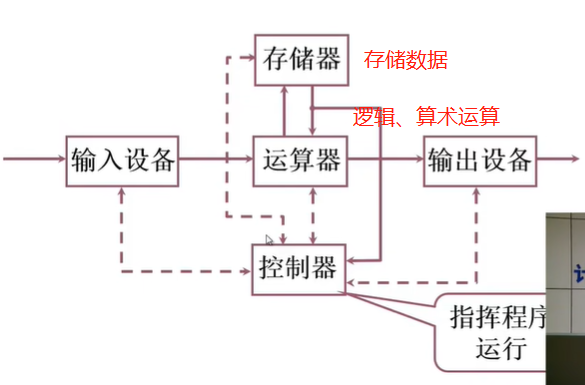 存储器 存储数据
逻辑、算术运算
输入设备 运算器 输出设备
控制器
指挥程序
运行